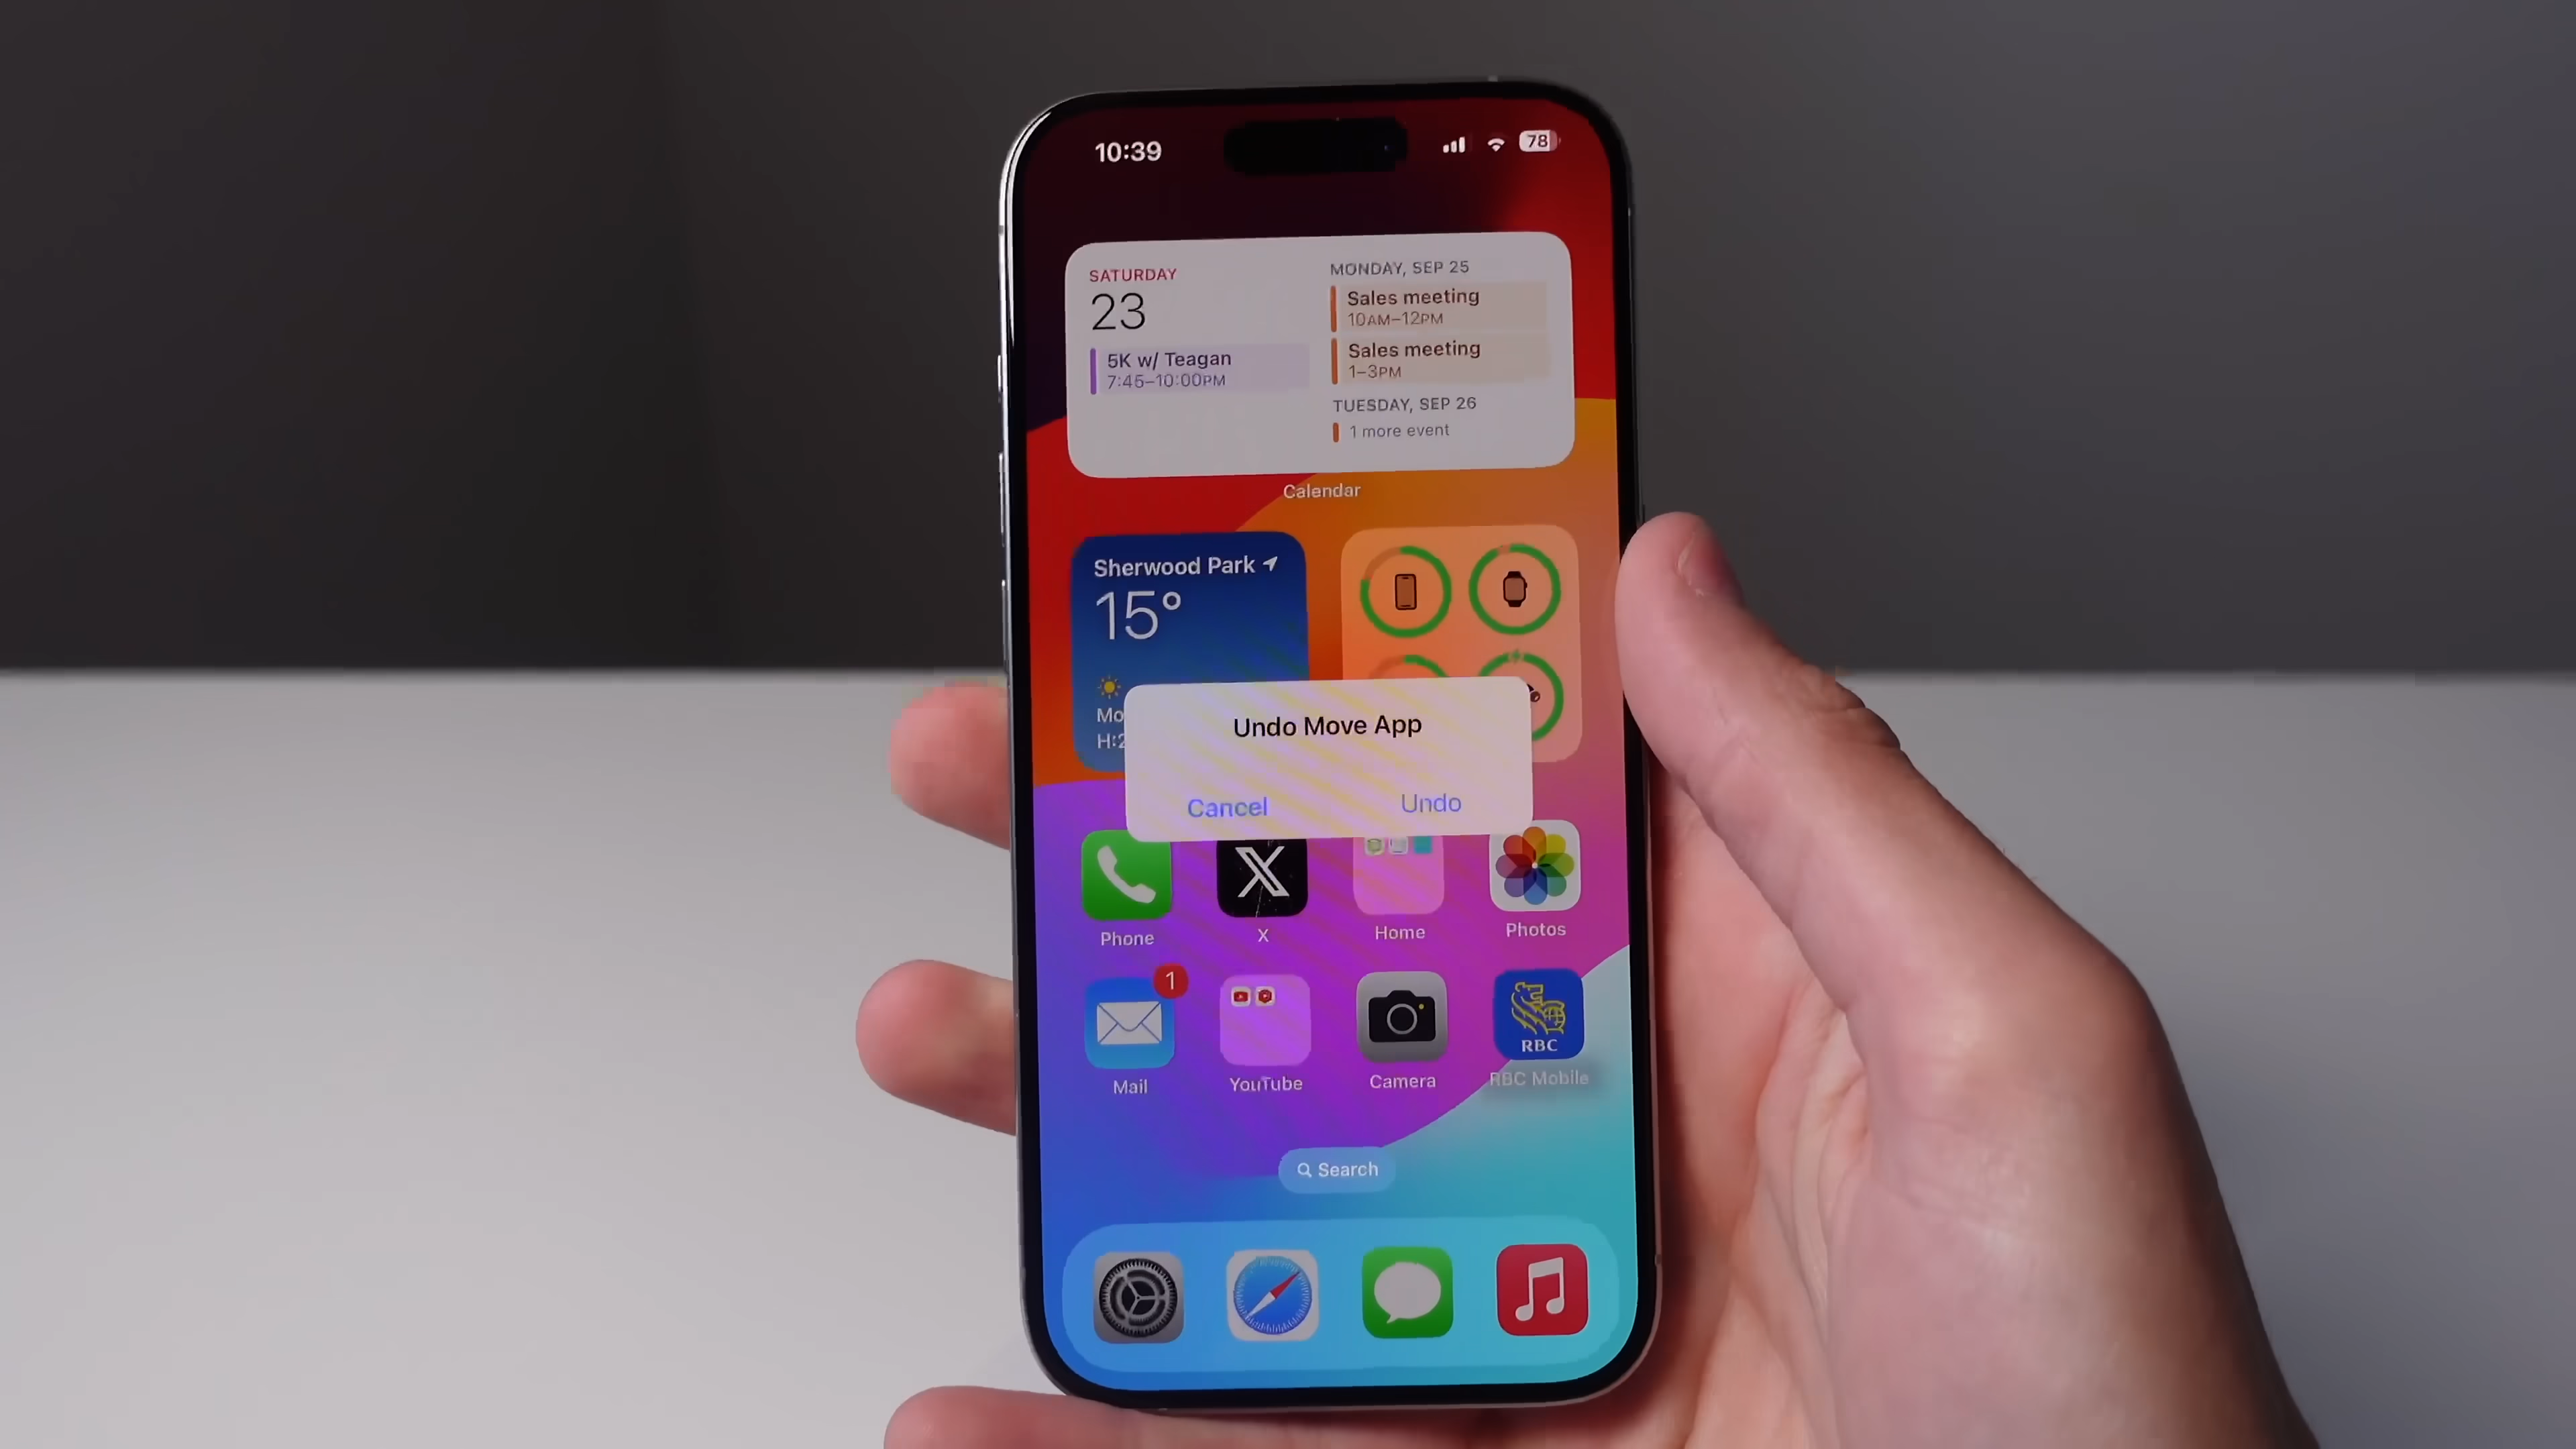 10:39
78
SATURDAY
23
5K w/ Teagan
7:45–10:00PM
MONDAY, SEP 25
Sales meeting
10AM–12PM
Sales meeting
1–3PM
TUESDAY, SEP 26
1 more event
Calendar
Sherwood Park
15°
Mo
H:2
Undo Move App
Cancel
Undo
Phone
X
Home
Photos
1
RBC
Mail
YouTube
Camera
RBC Mobile
Search